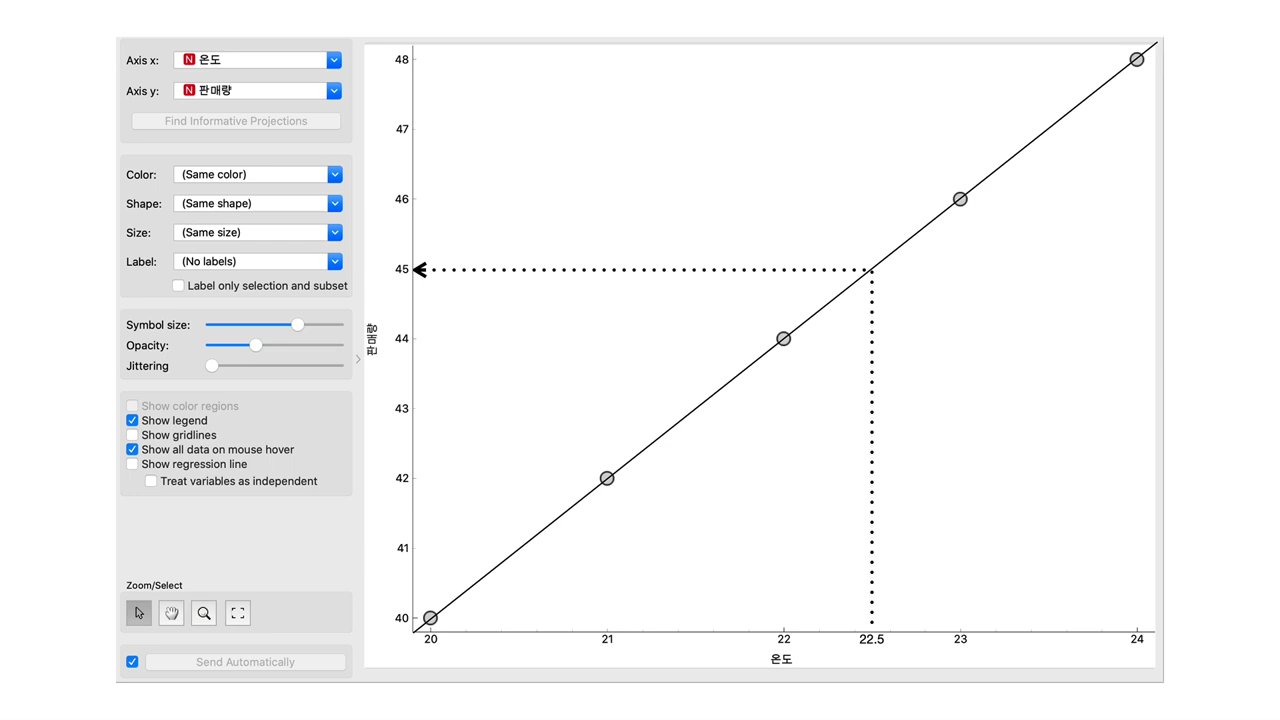 Axis x: N 온도
Axis y: N 판매량
Find Informative Projections
Color: (Same color)
Shape: (Same shape)
Size: (Same size)
Label: (No labels)
Label only selection and subset
Symbol size:
Opacity:
Jittering
Show color regions
Show legend
Show gridlines
Show all data on mouse hover
Show regression line
Treat variables as independent
Zoom/Select
Send Automatically
판매량
48
47
46
45
44
43
42
41
40
20 21 22 22.5 23 24
온도